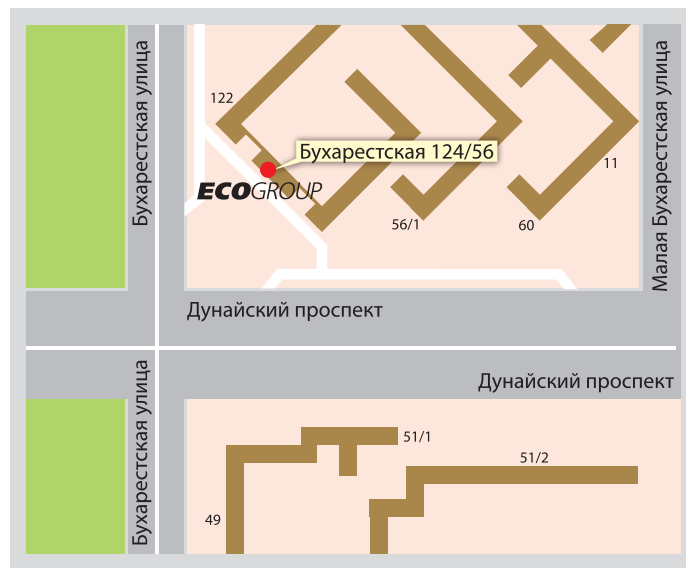 Бухарестская улица
122
Бухарестская 124/56
ECOGROUP
56/1
60
11
Малая Бухарестская улица
Дунайский проспект
Дунайский проспект
Бухарестская улица
51/1
51/2
49